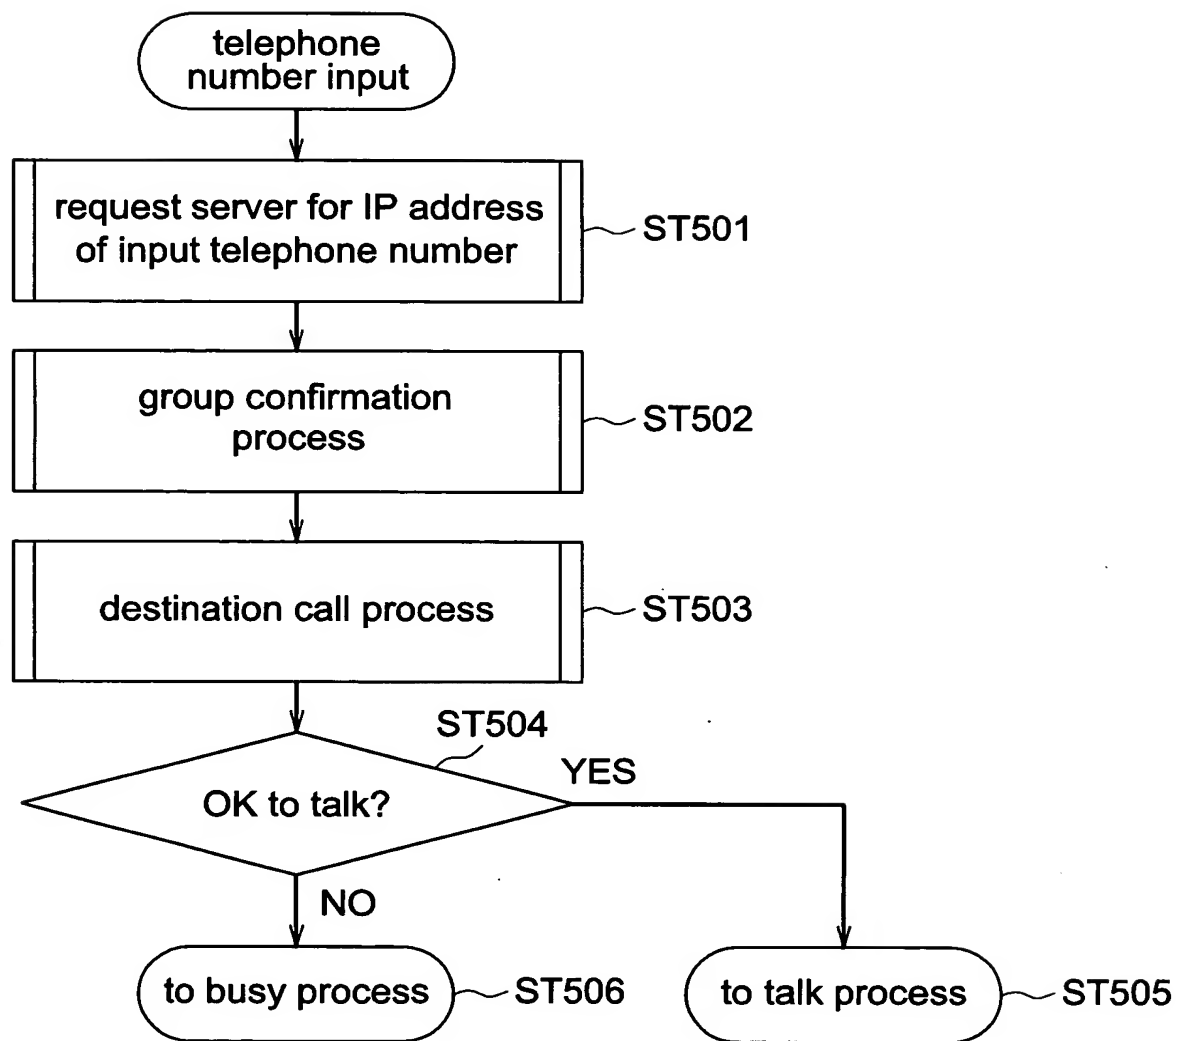 telephone
number input
request server for IP address
of input telephone number
ST501
group confirmation
process
ST502
destination call process
ST503
ST504
OK to talk?
YES
NO
to busy process
ST506
to talk process
ST505